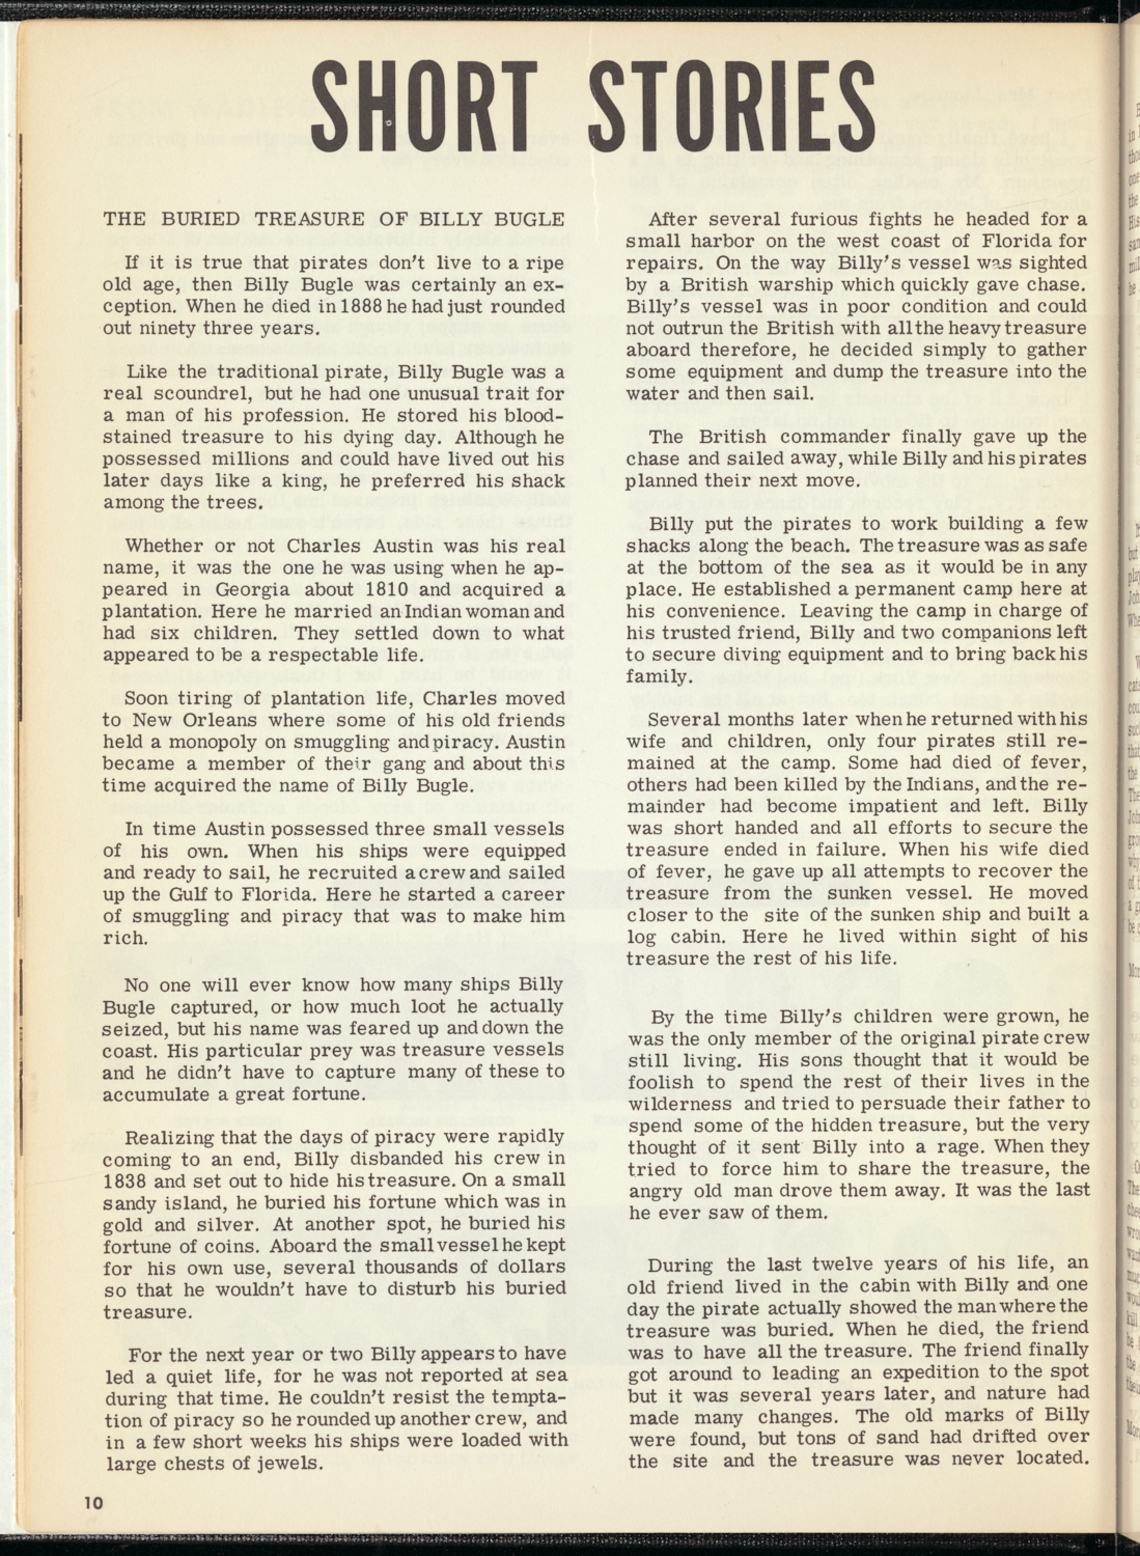 SHORT STORIES
THE BURIED TREASURE OF BILLY BUGLE
If it is true that pirates don't live to a ripe
old age, then Billy Bugle was certainly an ex-
ception. When he died in 1888 he had just rounded
out ninety three years.
Like the traditional pirate, Billy Bugle was a
real scoundrel, but he had one unusual trait for
a man of his profession. He stored his blood-
stained treasure to his dying day. Although he
possessed millions and could have lived out his
later days like a king, he preferred his shack
among the trees.
Whether or not Charles Austin was his real
name, it was the one he was using when he ap-
peared in Georgia about 1810 and acquired a
plantation. Here he married an Indian woman and
had six children. They settled down to what
appeared to be a respectable life.
Soon tiring of plantation life, Charles moved
to New Orleans where some of his old friends
held a monopoly on smuggling and piracy. Austin
became a member of their gang and about this
time acquired the name of Billy Bugle.
In time Austin possessed three small vessels
of his own. When his ships were equipped
and ready to sail, he recruited a crew and sailed
up the Gulf to Florida. Here he started a career
of smuggling and piracy that was to make him
rich.
No one will ever know how many ships Billy
Bugle captured, or how much loot he actually
seized, but his name was feared up and down the
coast. His particular prey was treasure vessels
and he didn't have to capture many of these to
accumulate a great fortune.
Realizing that the days of piracy were rapidly
coming to an end, Billy disbanded his crew in
1838 and set out to hide his treasure. On a small
sandy island, he buried his fortune which was in
gold and silver. At another spot, he buried his
fortune of coins. Aboard the small vessel he kept
for his own use, several thousands of dollars
so that he wouldn't have to disturb his buried
treasure.
For the next year or two Billy appears to have
led a quiet life, for he was not reported at sea
during that time. He couldn't resist the tempta-
tion of piracy so he rounded up another crew, and
in a few short weeks his ships were loaded with
large chests of jewels.
After several furious fights he headed for a
small harbor on the west coast of Florida for
repairs. On the way Billy's vessel was sighted
by a British warship which quickly gave chase.
Billy's vessel was in poor condition and could
not outrun the British with all the heavy treasure
aboard therefore, he decided simply to gather
some equipment and dump the treasure into the
water and then sail.
The British commander finally gave up the
chase and sailed away, while Billy and his pirates
planned their next move.
Billy put the pirates to work building a few
shacks along the beach. The treasure was as safe
at the bottom of the sea as it would be in any
place. He established a permanent camp here at
his convenience. Leaving the camp in charge of
his trusted friend, Billy and two companions left
to secure diving equipment and to bring back his
family.
Several months later when he returned with his
wife and children, only four pirates still re-
mained at the camp. Some had died of fever,
others had been killed by the Indians, and the re-
mainder had become impatient and left. Billy
was short handed and all efforts to secure the
treasure ended in failure. When his wife died
of fever, he gave up all attempts to recover the
treasure from the sunken vessel. He moved
closer to the site of the sunken ship and built a
log cabin. Here he lived within sight of his
treasure the rest of his life.
By the time Billy's children were grown, he
was the only member of the original pirate crew
still living. His sons thought that it would be
foolish to spend the rest of their lives in the
wilderness and tried to persuade their father to
spend some of the hidden treasure, but the very
thought of it sent Billy into a rage. When they
tried to force him to share the treasure, the
angry old man drove them away. It was the last
he ever saw of them.
During the last twelve years of his life, an
old friend lived in the cabin with Billy and one
day the pirate actually showed the man where the
treasure was buried. When he died, the friend
was to have all the treasure. The friend finally
got around to leading an expedition to the spot
but it was several years later, and nature had
made many changes. The old marks of Billy
were found, but tons of sand had drifted over
the site and the treasure was never located.
10